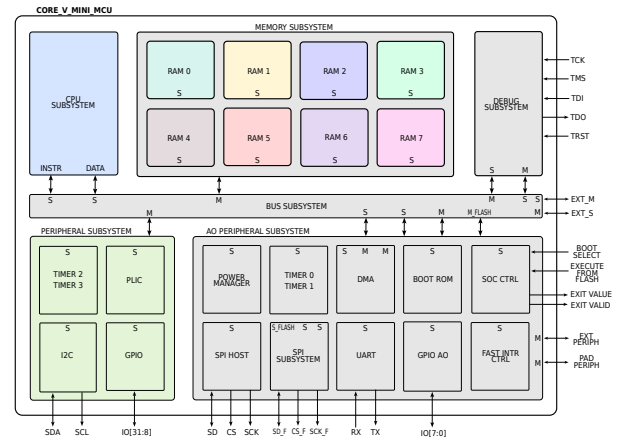 CORE_V_MINI_MCU
MEMORY SUBSYSTEM
CPU
SUBSYSTEM
INSTR
DATA
RAM 0
S
RAM 1
S
RAM 2
S
RAM 3
S
RAM 4
S
RAM 5
S
RAM 6
S
RAM 7
S
DEBUG
SUBSYSTEM
S
M
TCK
TMS
TDI
TDO
TRST
S
S
M
BUS SUBSYSTEM
M
S
S
EXT_M
M
S
S
M
M_FLASH
M
EXT_S
PERIPHERAL SUBSYSTEM
S
TIMER 2
TIMER 3
S
PLIC
S
I2C
S
GPIO
AO PERIPHERAL SUBSYSTEM
S
POWER
MANAGER
S
TIMER 0
TIMER 1
S
M
M
DMA
S
BOOT ROM
S
SOC CTRL
BOOT
SELECT
EXECUTE
FROM
FLASH
EXIT VALUE
EXIT VALID
S
SPI HOST
S_FLASH
S
S
SPI
SUBSYSTEM
S
UART
S
GPIO AO
S
FAST INTR
CTRL
M
EXT
PERIPH
M
PAD
PERIPH
SDA
SCL
IO[31:8]
SD
CS
SCK
SD_F
CS_F
SCK_F
RX
TX
IO[7:0]